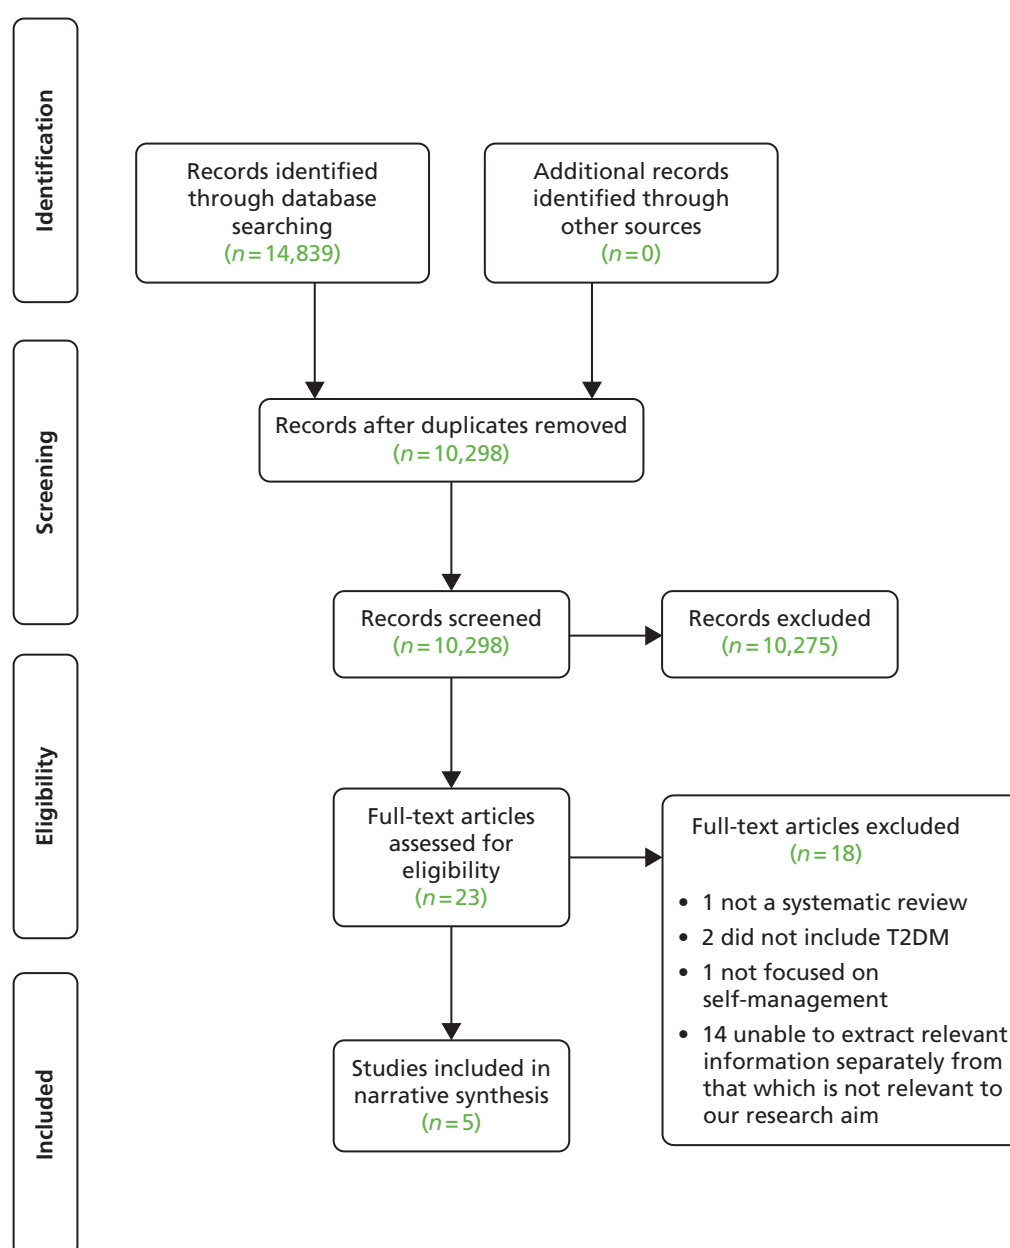 Identification
Records identified
through database
searching
(n=14,839)
Additional records
identified through
other sources
(n=0)
Screening
Records after duplicates removed
(n=10,298)
Records screened
(n=10,298)
Records excluded
(n=10,275)
Eligibility
Full-text articles
assessed for
eligibility
(n=23)
Full-text articles excluded
(n=18)
• 1 not a systematic review
• 2 did not include T2DM
• 1 not focused on
self-management
• 14 unable to extract relevant
information separately from
that which is not relevant to
our research aim
Included
Studies included in
narrative synthesis
(n=5)